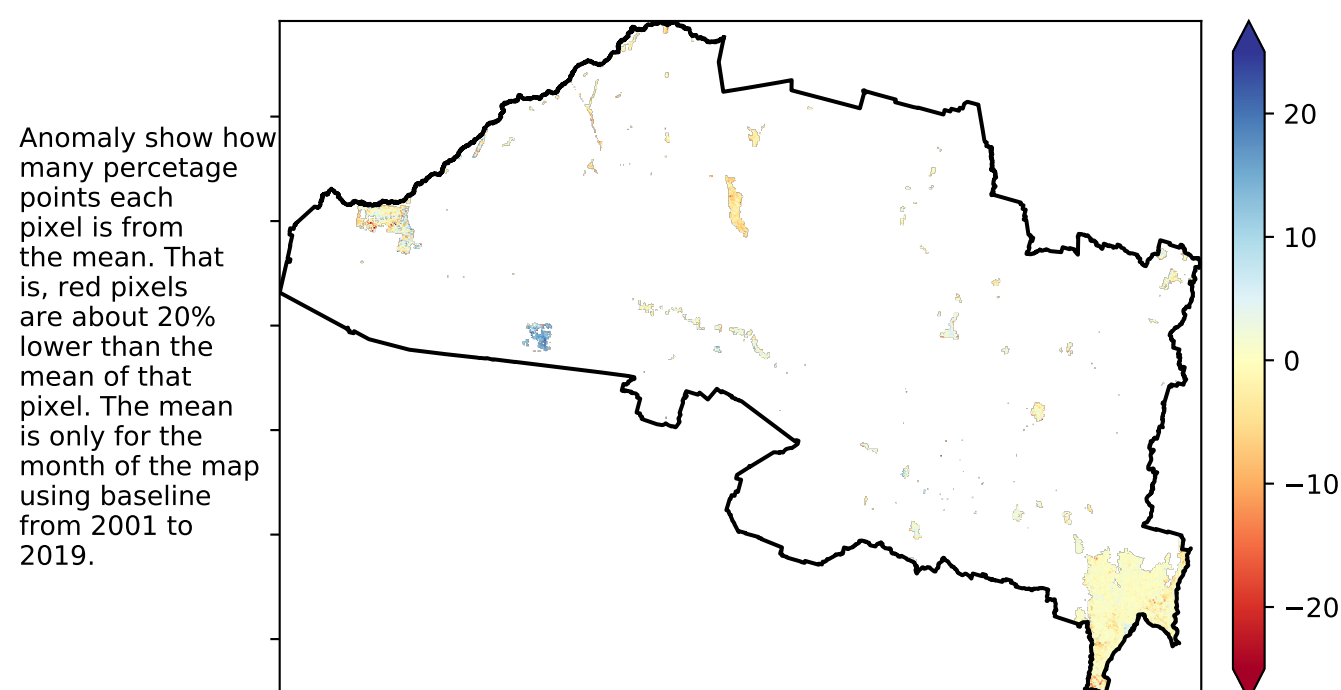 Anomaly show how
many percetage
points each
pixel is from
the mean. That
is, red pixels
are about 20%
lower than the
mean of that
pixel. The mean
is only for the
month of the map
using baseline
from 2001 to
2019.
20
10
0
−10
−20